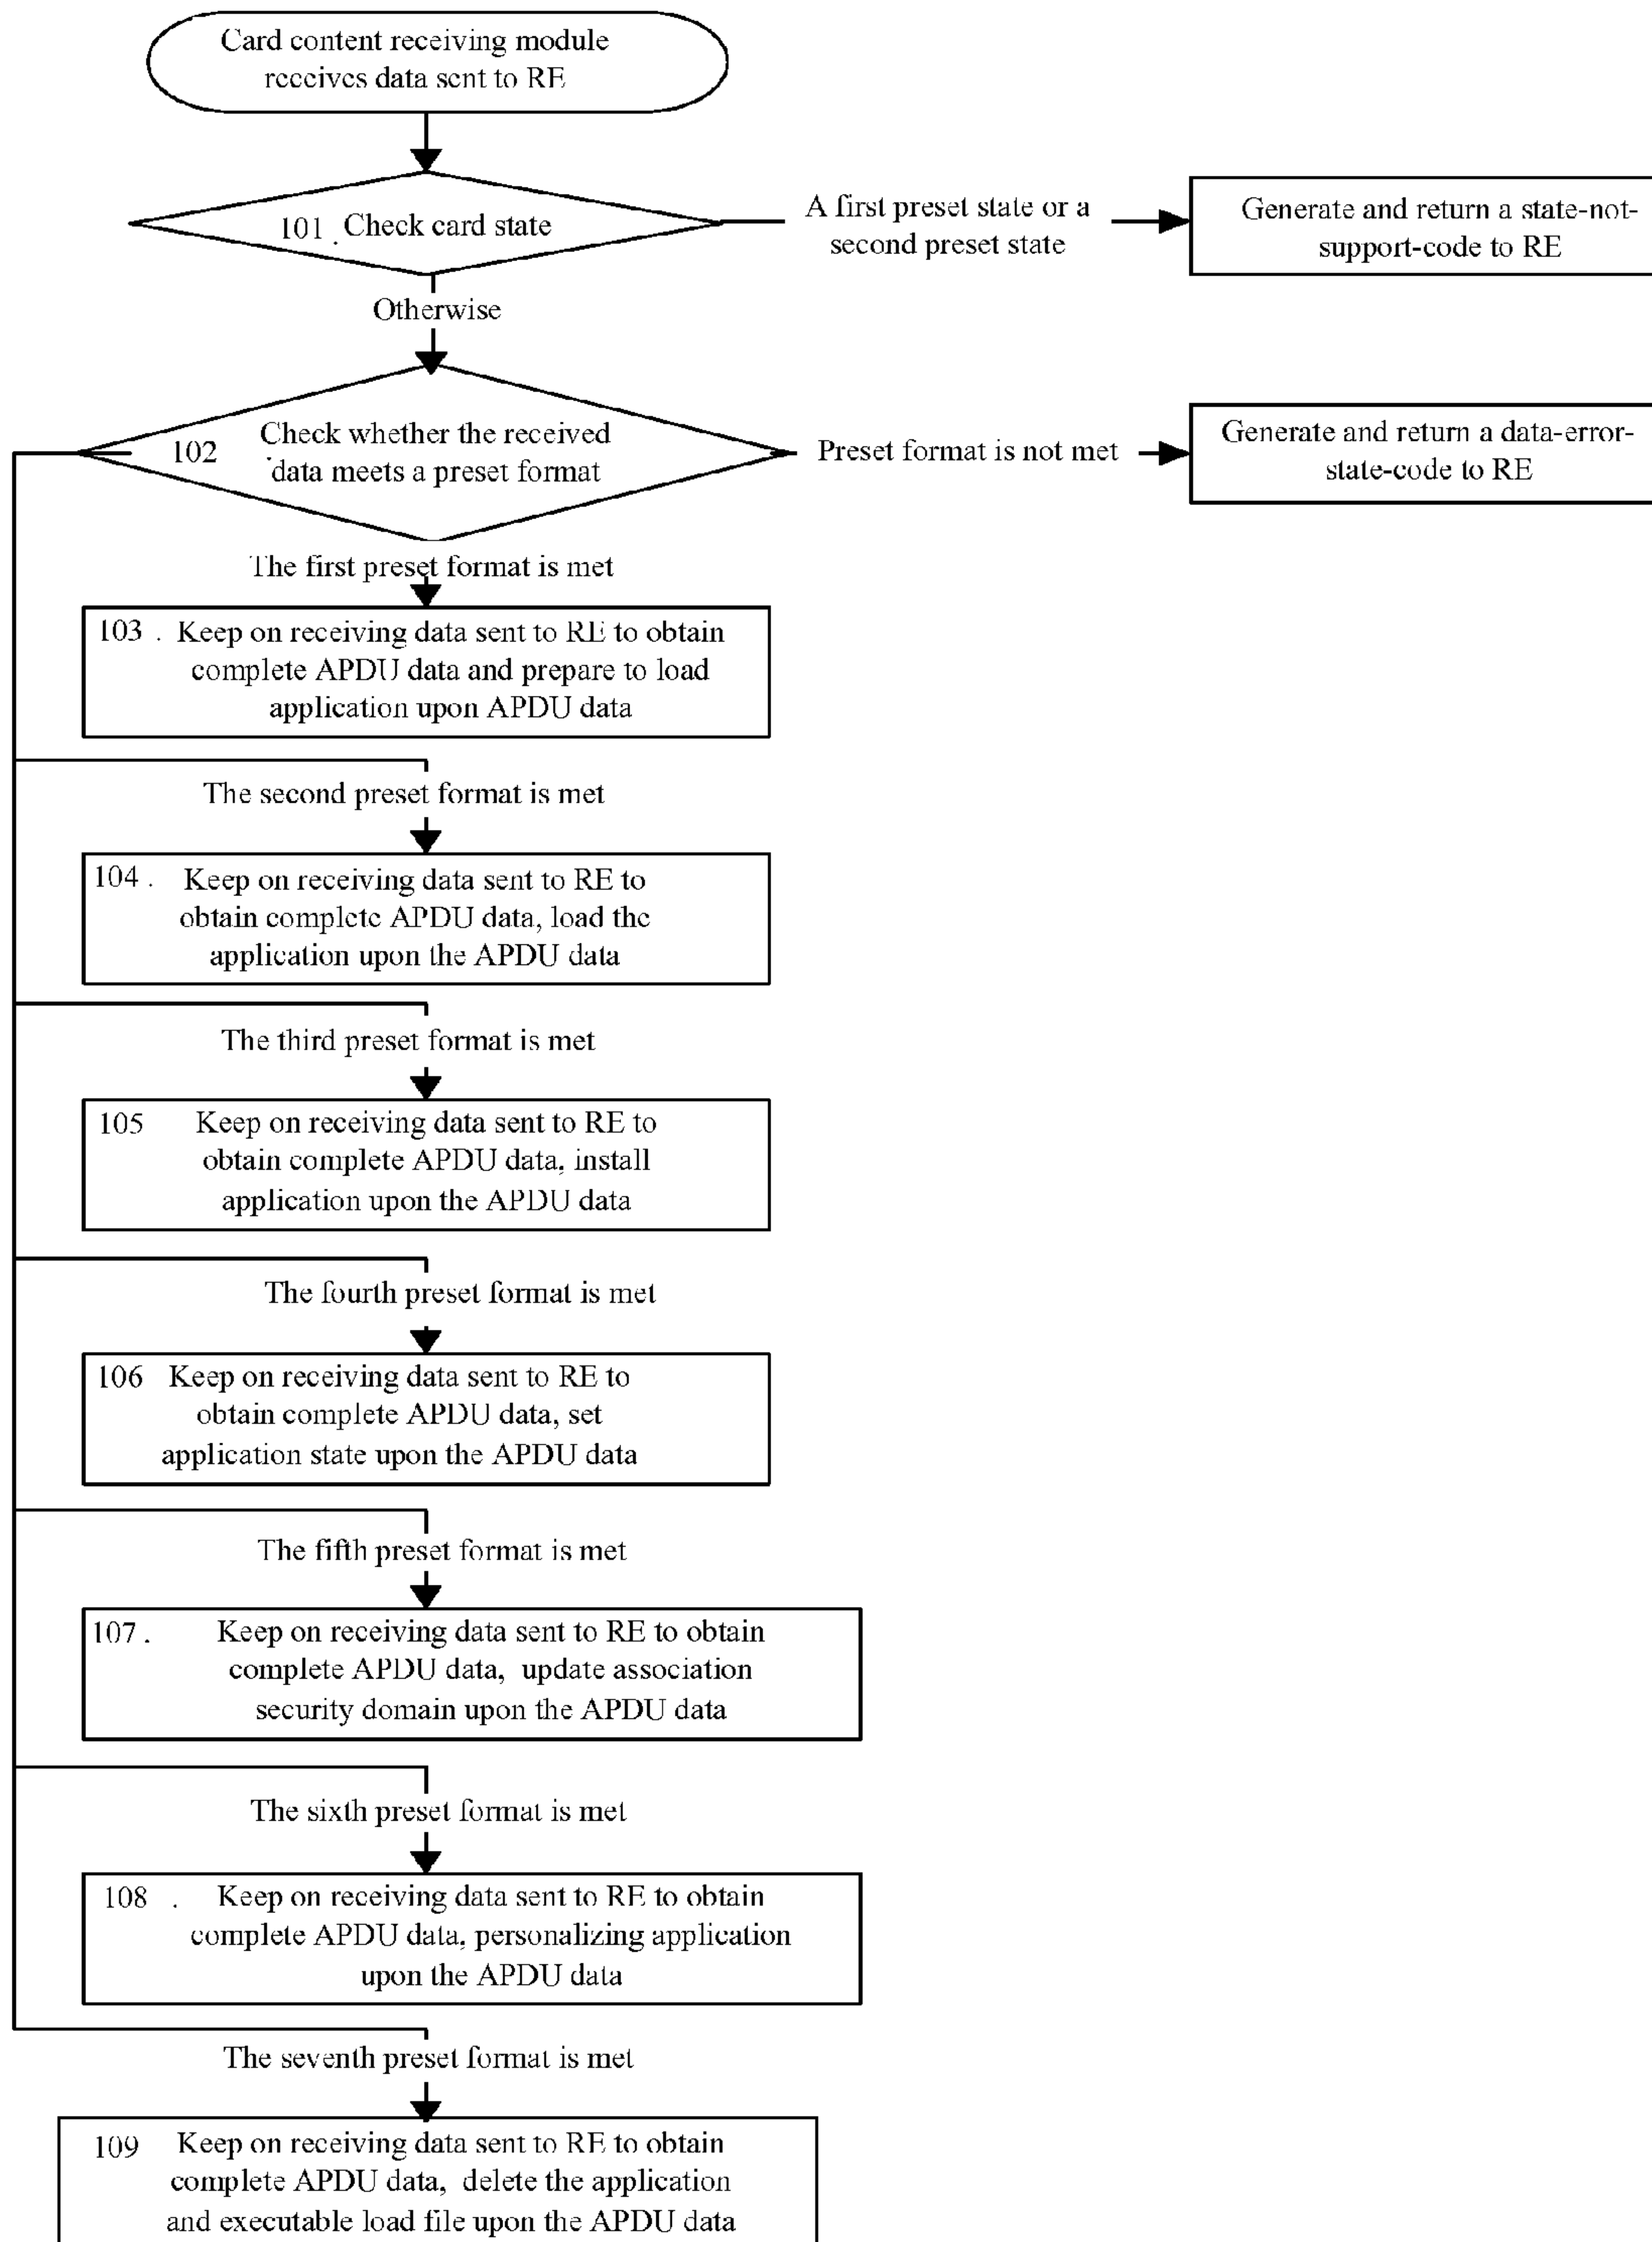 Card content receiving module
receives data sent to RE
101 . Check card state
A first preset state or a
second preset state
Generate and return a state-not-
support-code to RE
Otherwise
102 Check whether the received
data meets a preset format
Preset format is not met
Generate and return a data-error-
state-code to RE
The first preset format is met
103 . Keep on receiving data sent to RE to obtain
complete APDU data and prepare to load
application upon APDU data
The second preset format is met
104 . Keep on receiving data sent to RE to
obtain complete APDU data, load the
application upon the APDU data
The third preset format is met
105 Keep on receiving data sent to RE to
obtain complete APDU data, install
application upon the APDU data
The fourth preset format is met
106 Keep on receiving data sent to RE to
obtain complete APDU data, set
application state upon the APDU data
The fifth preset format is met
107 . Keep on receiving data sent to RE to obtain
complete APDU data, update association
security domain upon the APDU data
The sixth preset format is met
108 . Keep on receiving data sent to RE to obtain
complete APDU data, personalizing application
upon the APDU data
The seventh preset format is met
109 Keep on receiving data sent to RE to obtain
complete APDU data, delete the application
and executable load file upon the APDU data